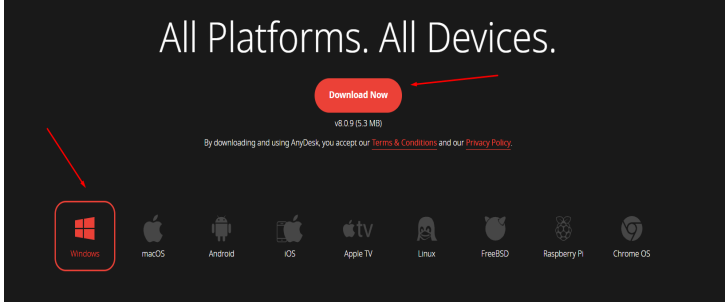 All Platforms. All Devices.
Download Now
v8.0.9 (5.3 MB)
By downloading and using AnyDesk, you accept our Terms & Conditions and our Privacy Policy.
tv
Windows macOS Android iOS Apple TV Linux FreeBSD Raspberry Pi Chrome OS